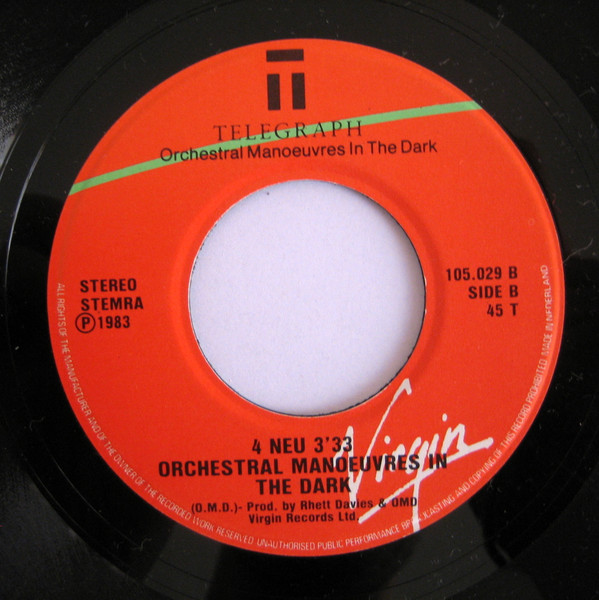 TELEGRAPH
Orchestral Manoeuvres In The Dark
STEREO
STEMRA
Ⓟ1983
105.029 B
SIDE B
45 T
4 NEU 3'33
ORCHESTRAL MANOEUVRES IN
THE DARK
(O.M.D.)- Prod. by Rhett Davies & OMD
Virgin Records Ltd.
Virgin
ALL RIGHTS OF THE MANUFACTURER AND OF THE OWNER OF THE RECORDED WORK RESERVED. UNAUTHORISED PUBLIC PERFORMANCE BROADCASTING AND COPYING OF THIS RECORD PROHIBITED. MADE IN NEDERLAND